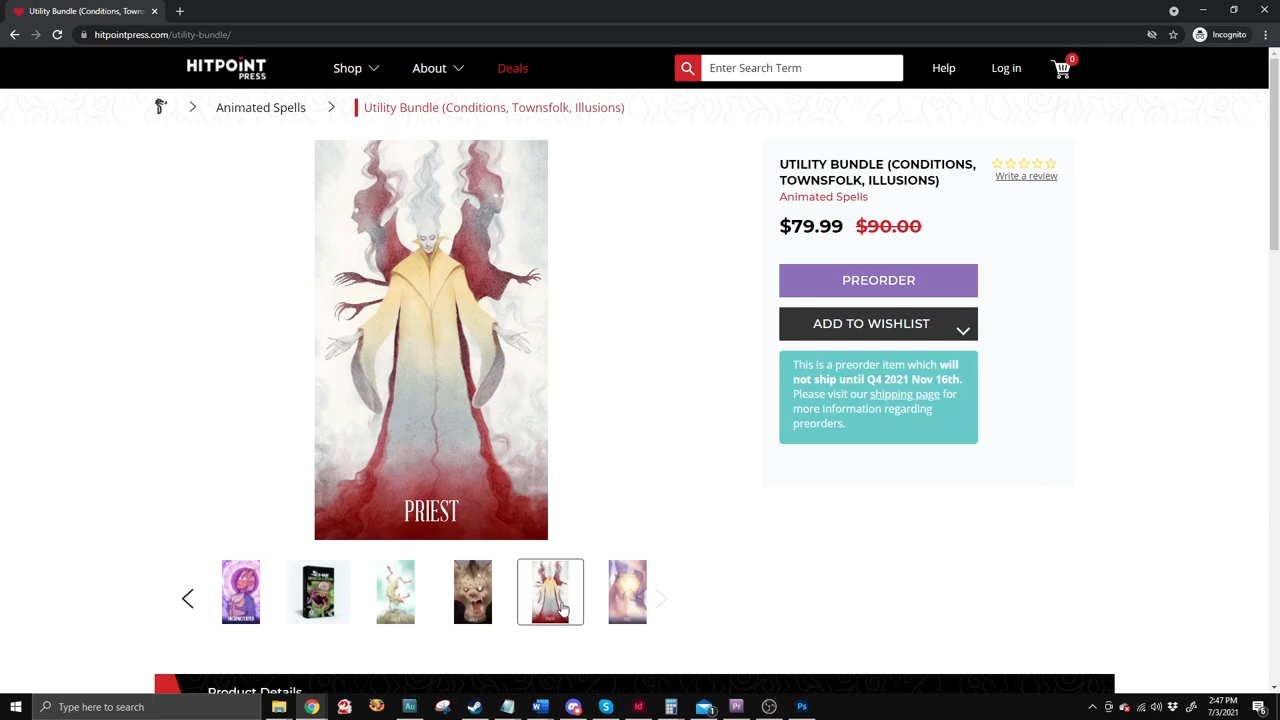 Utility Bundle (Conditions, Town
hitpointpress.com/utility-bundle/
Incognito
HITPOINT
PRESS
Shop
About
Deals
Enter Search Term
Help
Log in
0
Animated Spells
Utility Bundle (Conditions, Townsfolk, Illusions)
PRIEST
UTILITY BUNDLE (CONDITIONS,
TOWNSFOLK, ILLUSIONS)
Write a review
Animated Spells
$79.99 $90.00
PREORDER
ADD TO WISHLIST
This is a preorder item which will
not ship until Q4 2021 Nov 16th.
Please visit our shipping page for
more information regarding
preorders.
INCAPACITATED
Product Details
Type here to search
2:47 PM
7/3/2021